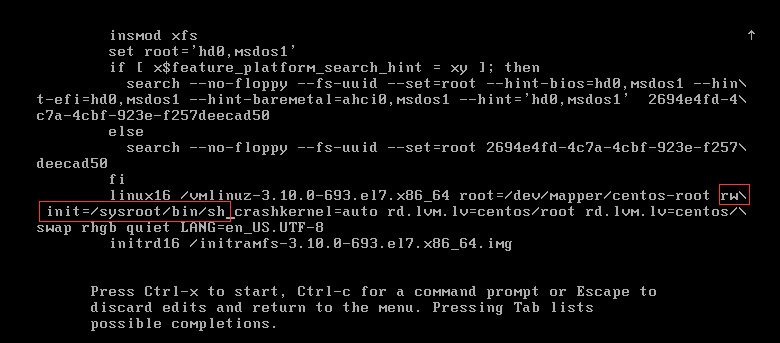 insmod xfs
set root='hd0,msdos1'
if [ x$feature_platform_search_hint = xy ]; then
search --no-floppy --fs-uuid --set=root --hint-bios=hd0,msdos1 --hin\
t-efi=hd0,msdos1 --hint-baremetal=ahci0,msdos1 --hint='hd0,msdos1'  2694e4fd-4\
c7a-4cbf-923e-f257deecad50
else
search --no-floppy --fs-uuid --set=root 2694e4fd-4c7a-4cbf-923e-f257\
deecad50
fi
linux16 /vmlinuz-3.10.0-693.el7.x86_64 root=/dev/mapper/centos-root rw\
init=/sysroot/bin/sh_crashkernel=auto rd.lvm.lv=centos/root rd.lvm.lv=centos/\
swap rhgb quiet LANG=en_US.UTF-8
initrd16 /initramfs-3.10.0-693.el7.x86_64.img
Press Ctrl-x to start, Ctrl-c for a command prompt or Escape to
discard edits and return to the menu. Pressing Tab lists
possible completions.